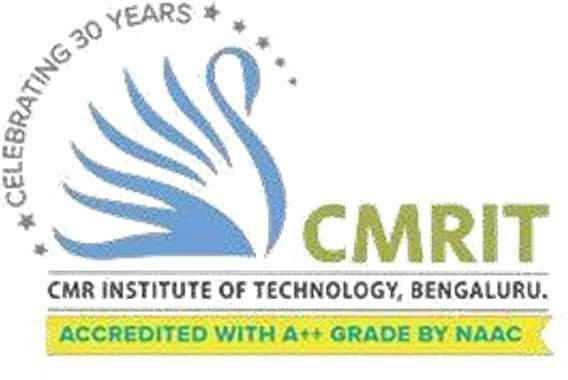 CELEBRATING 30 YEARS
CMRIT
CMR INSTITUTE OF TECHNOLOGY, BENGALURU.
ACCREDITED WITH A++ GRADE BY NAAC